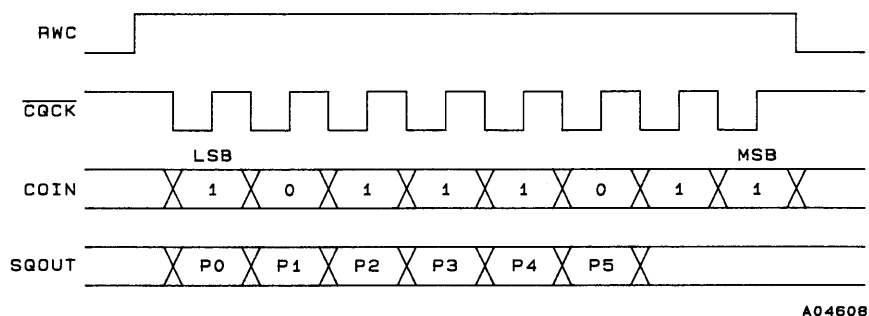 RWC
CQCK
LSB MSB
COIN 1 0 1 1 1 0 1 1
SQOUT P0 P1 P2 P3 P4 P5
A04608